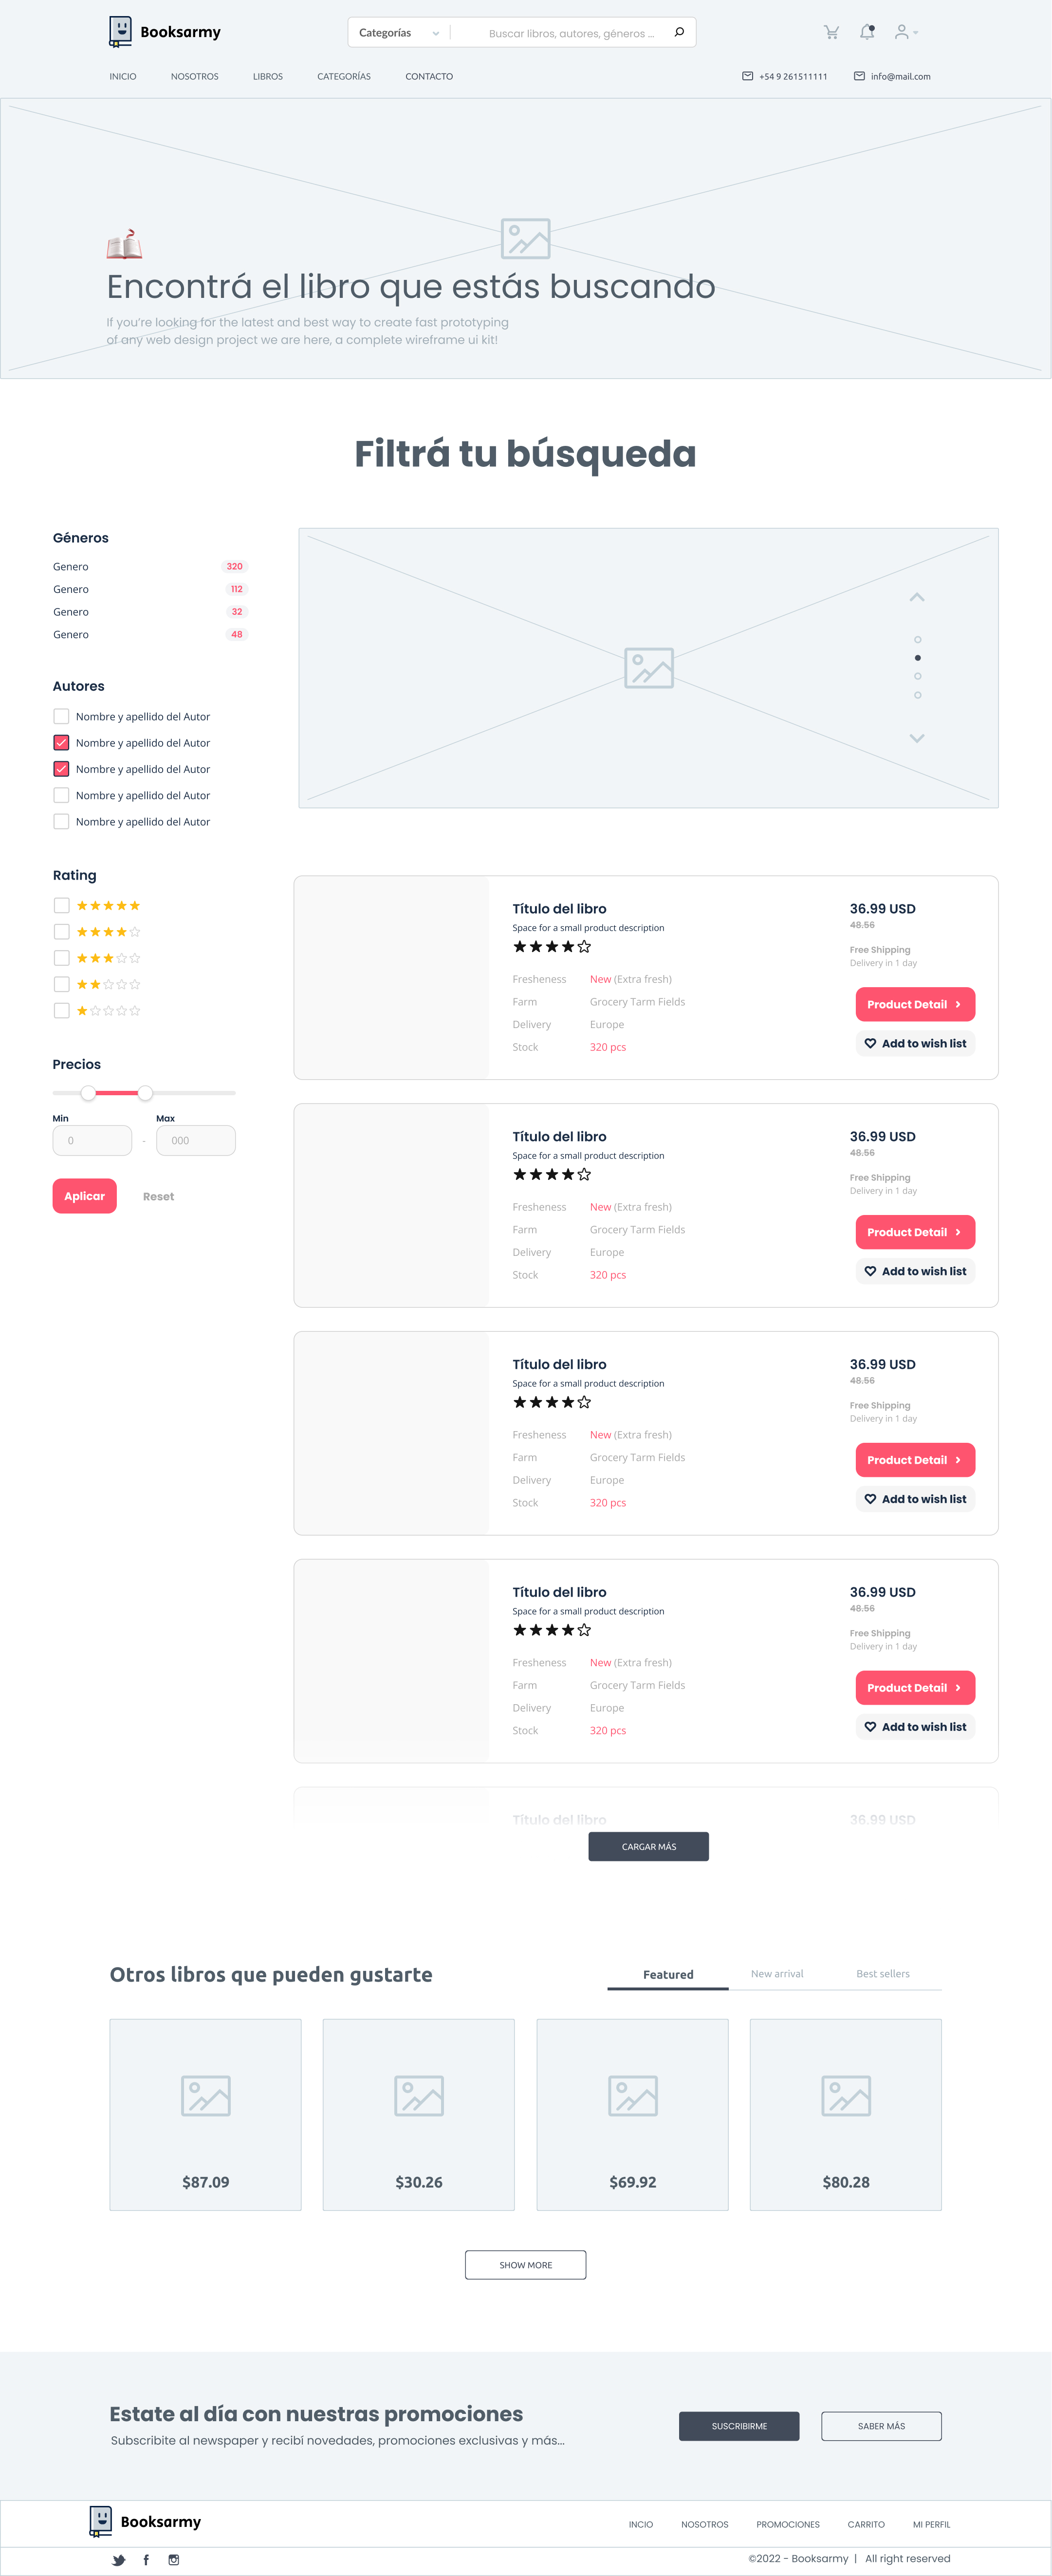 Booksarmy
Categorías
Buscar libros, autores, géneros ...
INICIO
NOSOTROS
LIBROS
CATEGORÍAS
CONTACTO
+54 9 261511111
info@mail.com
Encontrá el libro que estás buscando
If you're looking for the latest and best way to create fast prototyping
of any web design project we are here, a complete wireframe ui kit!
Filtrá tu búsqueda
Géneros
Genero 320
Genero 112
Genero 32
Genero 48
Autores
Nombre y apellido del Autor
Nombre y apellido del Autor
Nombre y apellido del Autor
Nombre y apellido del Autor
Nombre y apellido del Autor
Rating
Precios
Min Max
0 - 000
Aplicar Reset
Título del libro
Space for a small product description
Fresheness New (Extra fresh)
Farm Grocery Tarm Fields
Delivery Europe
Stock 320 pcs
36.99 USD
48.56
Free Shipping
Delivery in 1 day
Product Detail
Add to wish list
Título del libro
Space for a small product description
Fresheness New (Extra fresh)
Farm Grocery Tarm Fields
Delivery Europe
Stock 320 pcs
36.99 USD
48.56
Free Shipping
Delivery in 1 day
Product Detail
Add to wish list
Título del libro
Space for a small product description
Fresheness New (Extra fresh)
Farm Grocery Tarm Fields
Delivery Europe
Stock 320 pcs
36.99 USD
48.56
Free Shipping
Delivery in 1 day
Product Detail
Add to wish list
Título del libro
Space for a small product description
Fresheness New (Extra fresh)
Farm Grocery Tarm Fields
Delivery Europe
Stock 320 pcs
36.99 USD
48.56
Free Shipping
Delivery in 1 day
Product Detail
Add to wish list
Título del libro
36.99 USD
CARGAR MÁS
Otros libros que pueden gustarte
Featured
New arrival
Best sellers
$87.09
$30.26
$69.92
$80.28
SHOW MORE
Estate al día con nuestras promociones
Subscribite al newspaper y recibí novedades, promociones exclusivas y más...
SUSCRIBIRME
SABER MÁS
Booksarmy
INCIO
NOSOTROS
PROMOCIONES
CARRITO
MI PERFIL
©2022 - Booksarmy | All right reserved